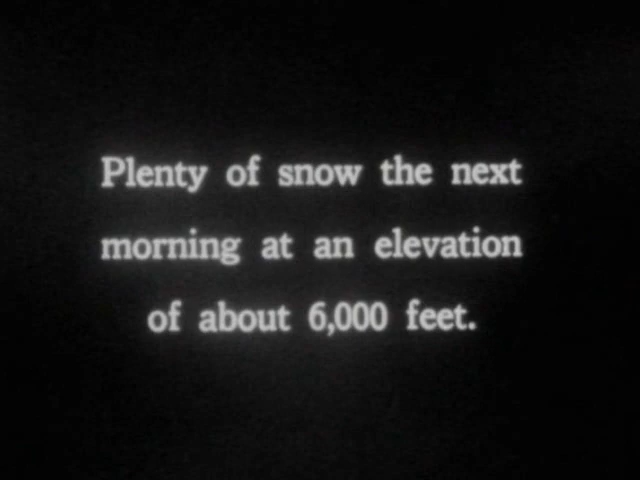 Plenty of snow the next
morning at an elevation
of about 6,000 feet.